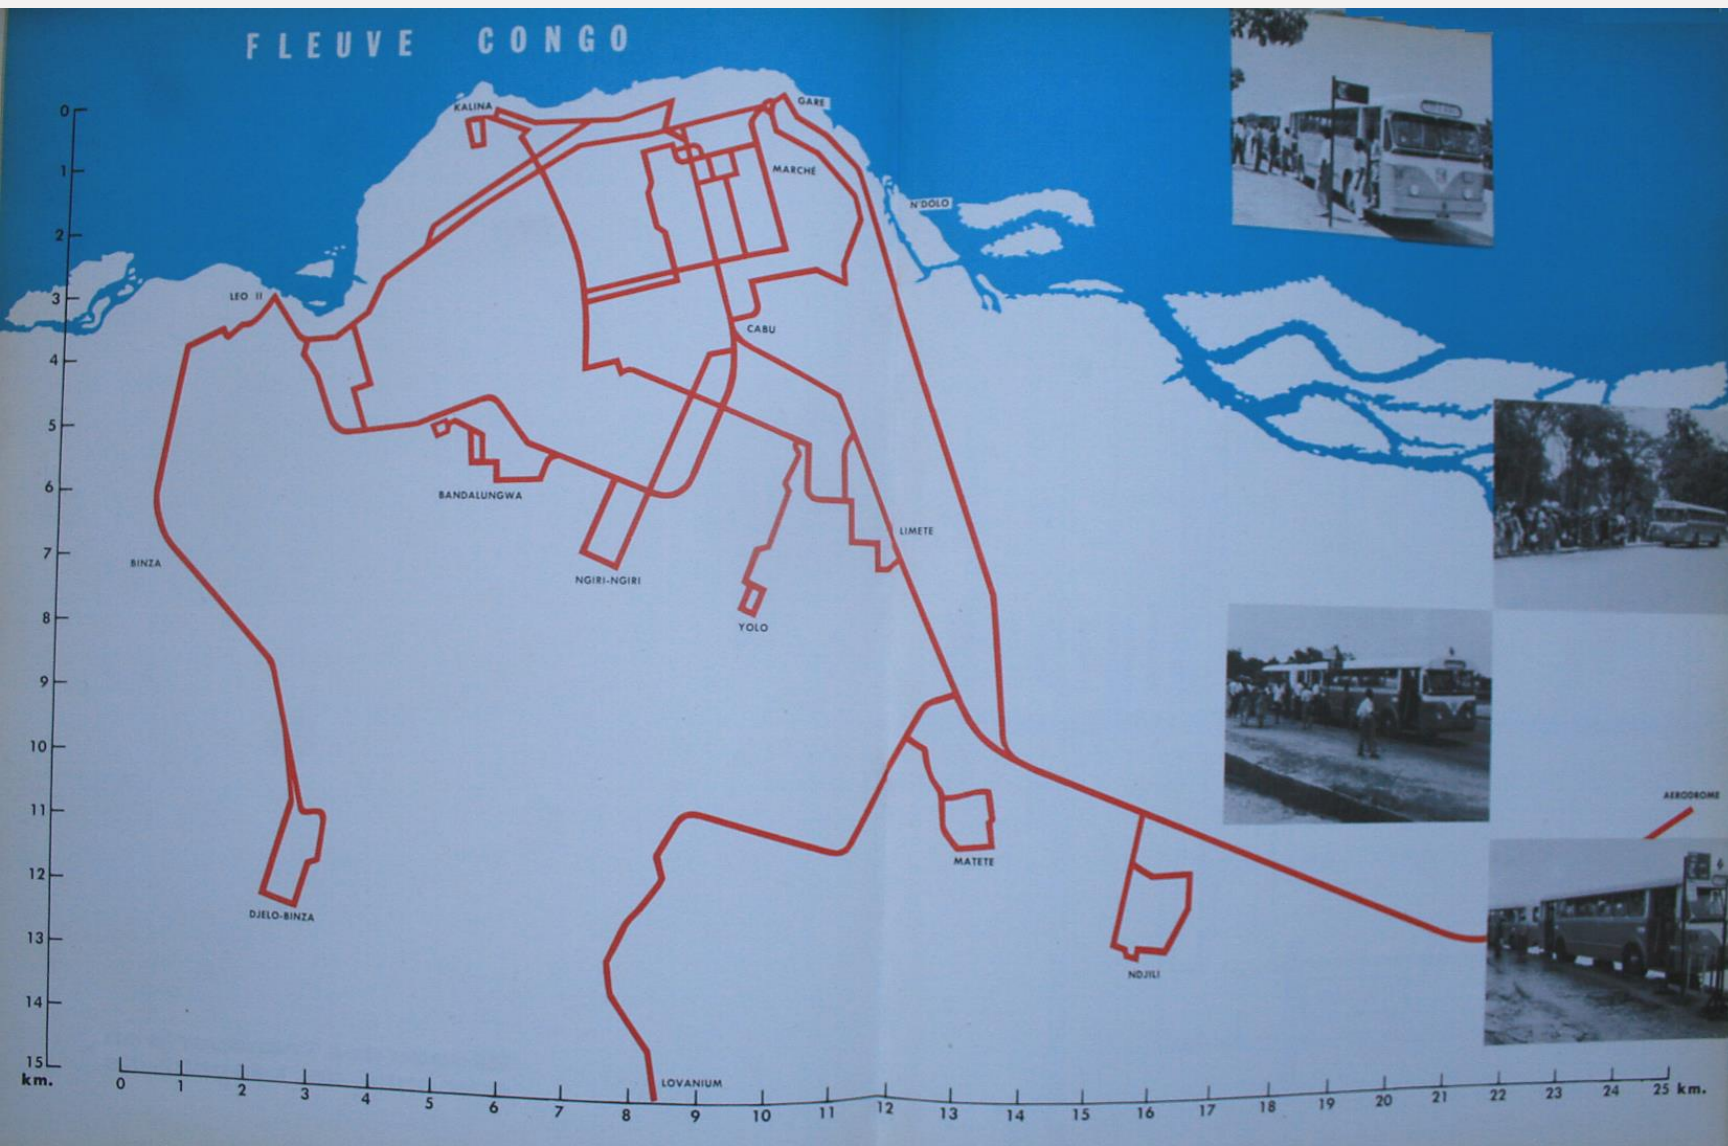 FLEUVE CONGO
KALINA
GARE
MARCHÉ
N'DOLO
LEO II
CABU
BANDALUNGWA
LIMETE
BINZA
NGIRI-NGIRI
YOLO
AERODROME
MATETE
DJELO-BINZA
NDJILI
LOVANIUM
0
1
2
3
4
5
6
7
8
9
10
11
12
13
14
15
km.
0 1 2 3 4 5 6 7 8 9 10 11 12 13 14 15 16 17 18 19 20 21 22 23 24 25 km.